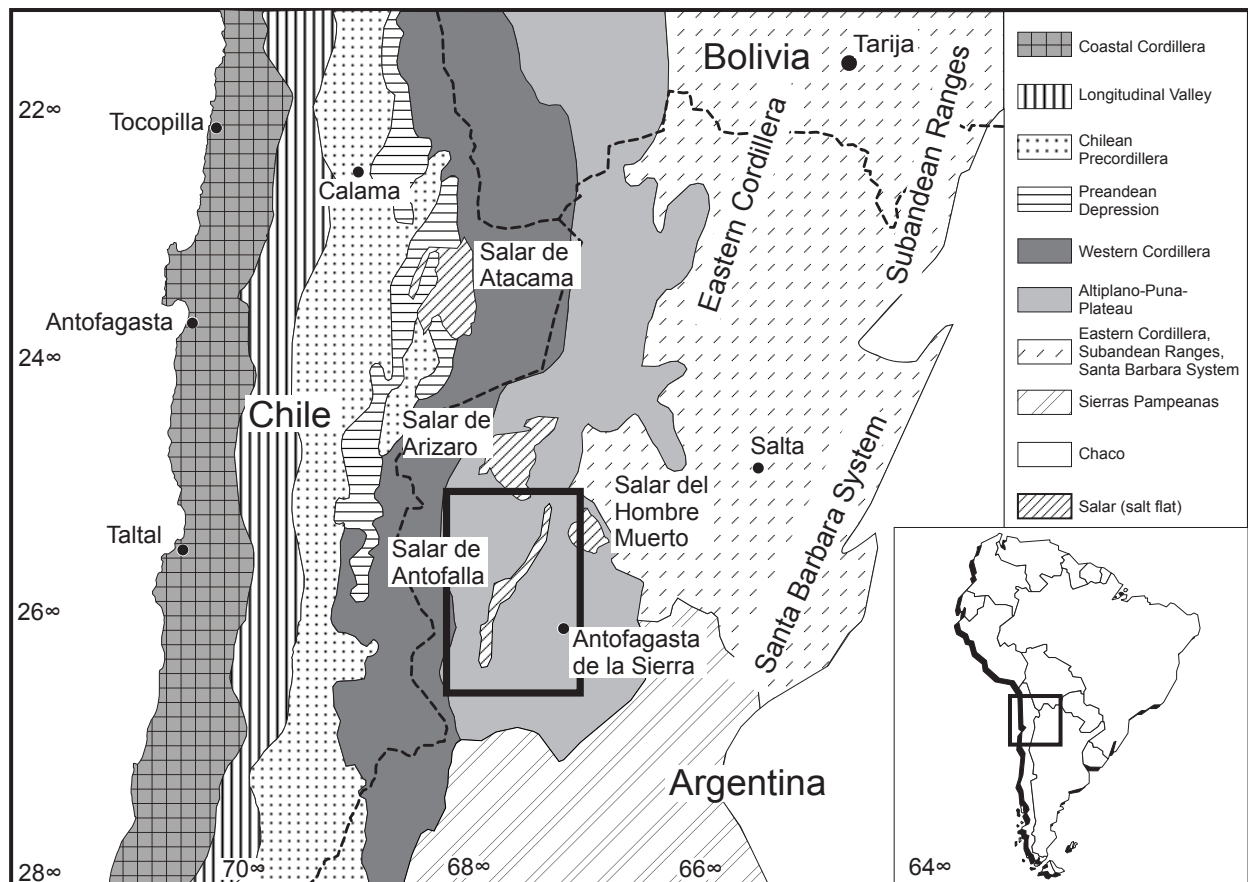 Bolivia
Tarija
22∞
Tocopilla
Calama
Eastern Cordillera
Subandean Ranges
Salar de
Atacama
Antofagasta
24∞
Chile
Salar de
Arizaro
Salta
Salar del
Hombre
Muerto
Santa Barbara System
Taltal
Salar de
Antofalla
26∞
Antofagasta
de la Sierra
Argentina
28∞
70∞
68∞
66∞
64∞
Coastal Cordillera
Longitudinal Valley
Chilean
Precordillera
Preandean
Depression
Western Cordillera
Altiplano-Puna-
Plateau
Eastern Cordillera,
Subandean Ranges,
Santa Barbara System
Sierras Pampeanas
Chaco
Salar (salt flat)